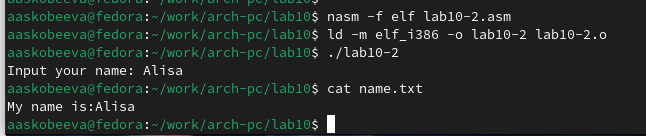 aaskobeeva@fedora:~/work/arch-pc/lab10$ nasm -f elf lab10-2.asm
aaskobeeva@fedora:~/work/arch-pc/lab10$ ld -m elf_i386 -o lab10-2 lab10-2.o
aaskobeeva@fedora:~/work/arch-pc/lab10$ ./lab10-2
Input your name: Alisa
aaskobeeva@fedora:~/work/arch-pc/lab10$ cat name.txt
My name is:Alisa
aaskobeeva@fedora:~/work/arch-pc/lab10$